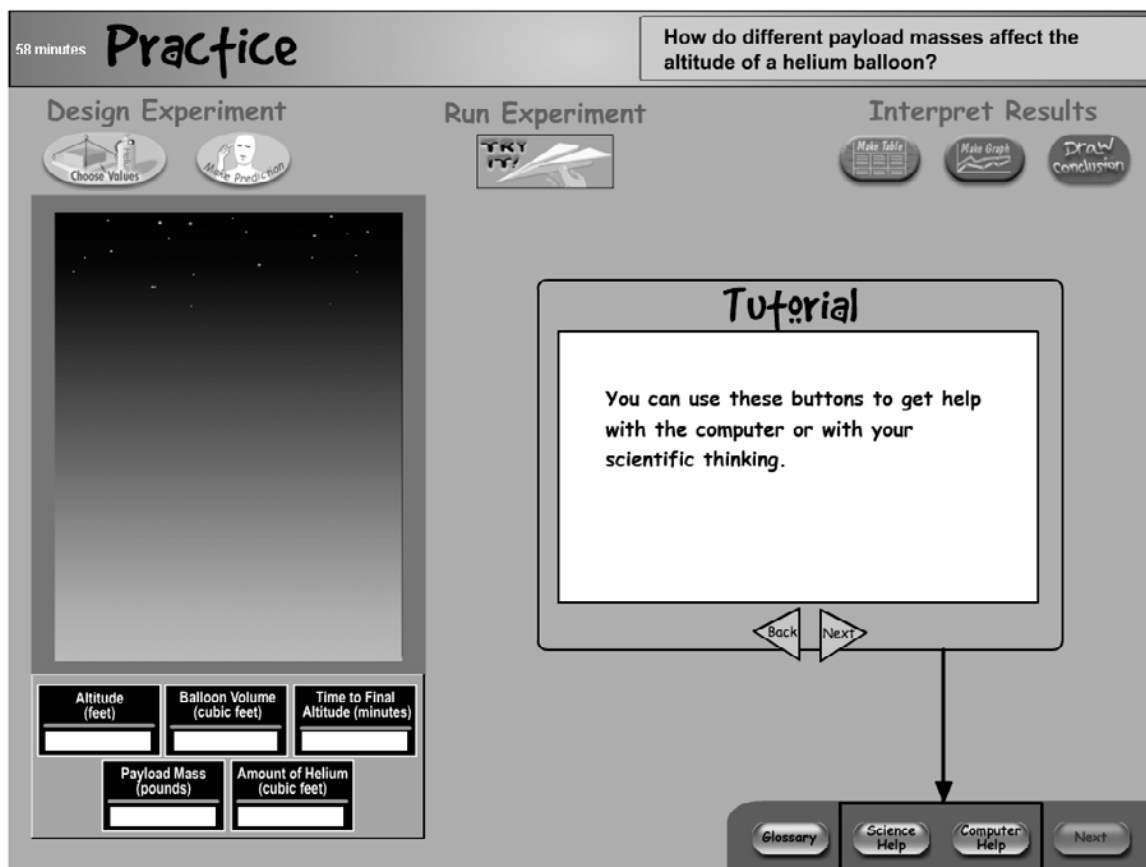 58 minutes
Practice
How do different payload masses affect the
altitude of a helium balloon?
Design Experiment
Run Experiment
Interpret Results
Choose Values
Make Prediction
TRY
IT!
Make Table
Make Graph
Draw
Conclusion
Tutorial
You can use these buttons to get help
with the computer or with your
scientific thinking.
Back
Next
Altitude
(feet)
Balloon Volume
(cubic feet)
Time to Final
Altitude (minutes)
Payload Mass
(pounds)
Amount of Helium
(cubic feet)
Glossary
Science
Help
Computer
Help
Next